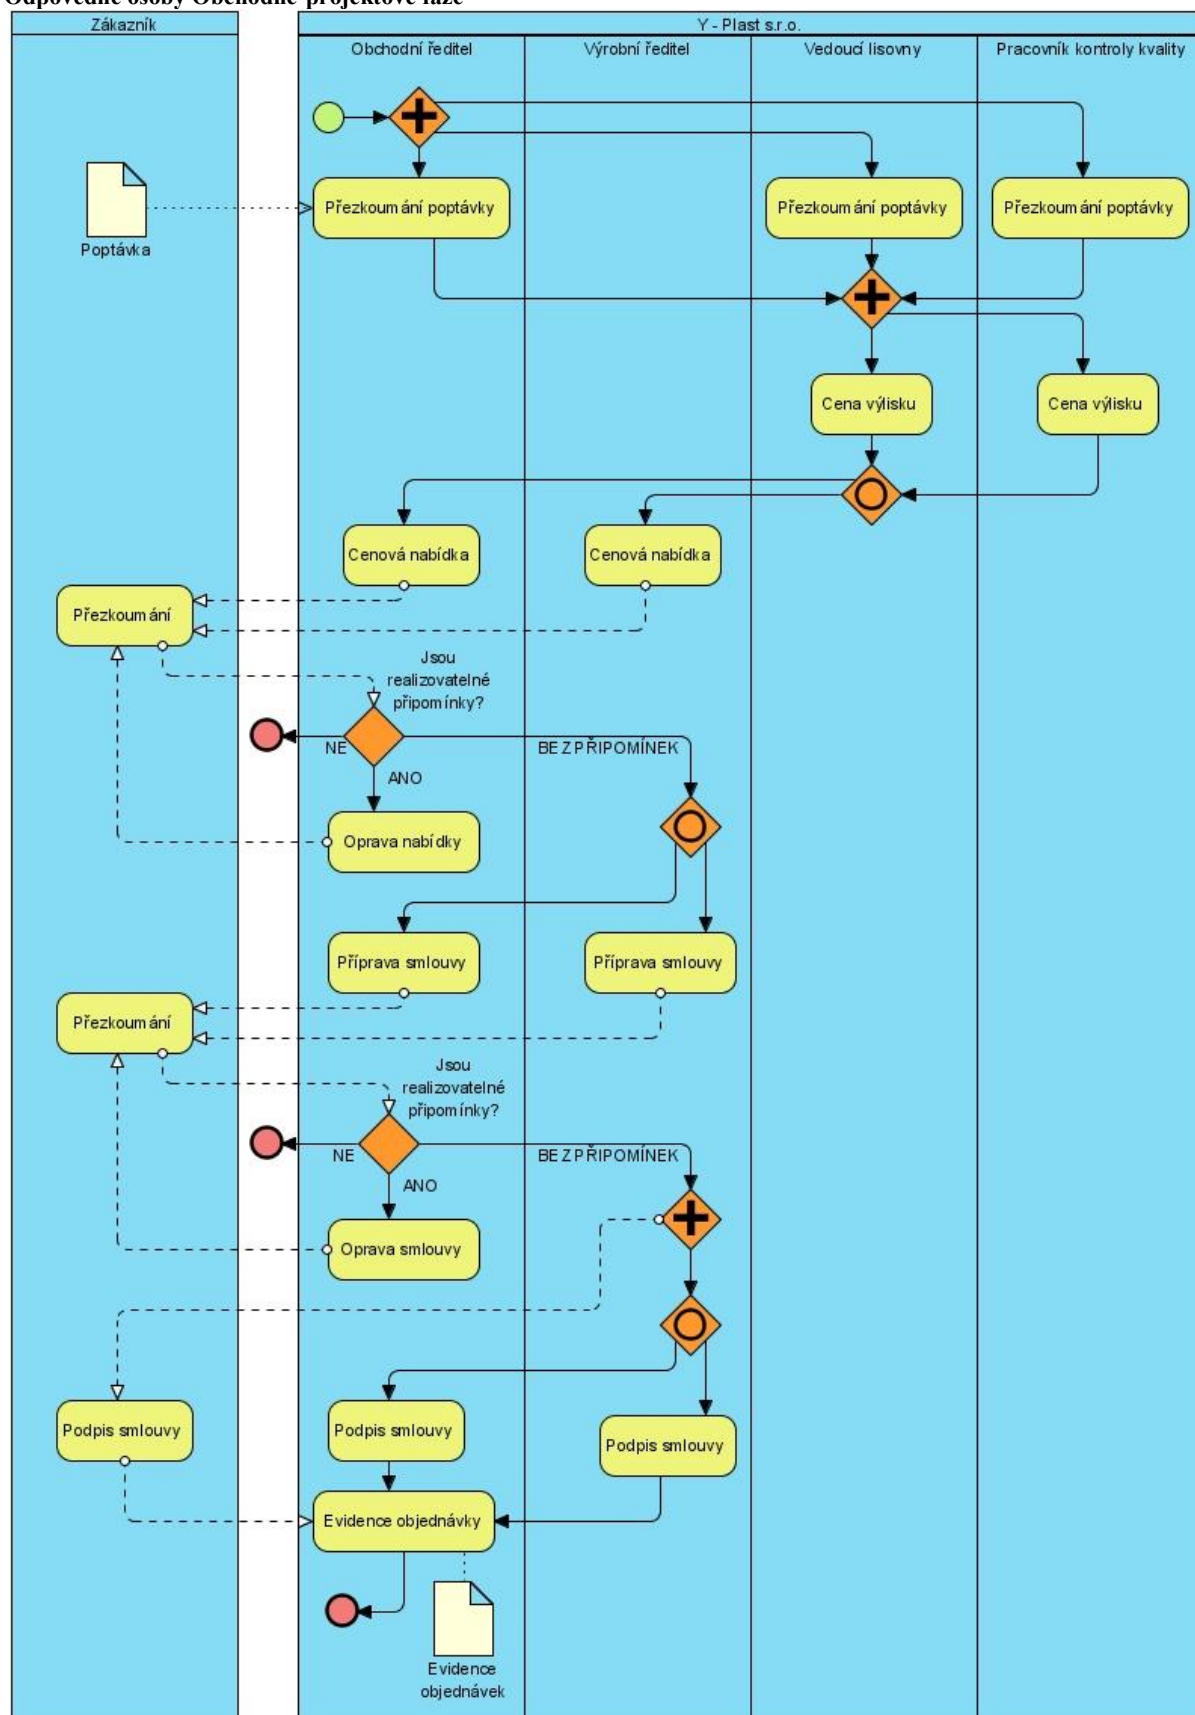 Odpovědné osoby Obchodně-projektové fáze
Zákazník
Y - Plast s.r.o.
Obchodní ředitel
Výrobní ředitel
Vedoucí lisovny
Pracovník kontroly kvality
Přezkoumání poptávky
Přezkoumání poptávky
Přezkoumání poptávky
Poptávka
Cena výlisku
Cena výlisku
Cenová nabídka
Cenová nabídka
Přezkoumání
Jsou
realizovatelné
připomínky?
NE
BEZ PŘIPOMÍNEK
ANO
Oprava nabídky
Příprava smlouvy
Příprava smlouvy
Přezkoumání
Jsou
realizovatelné
připomínky?
NE
BEZ PŘIPOMÍNEK
ANO
Oprava smlouvy
Podpis smlouvy
Podpis smlouvy
Podpis smlouvy
Evidence objednávky
Evidence
objednávek